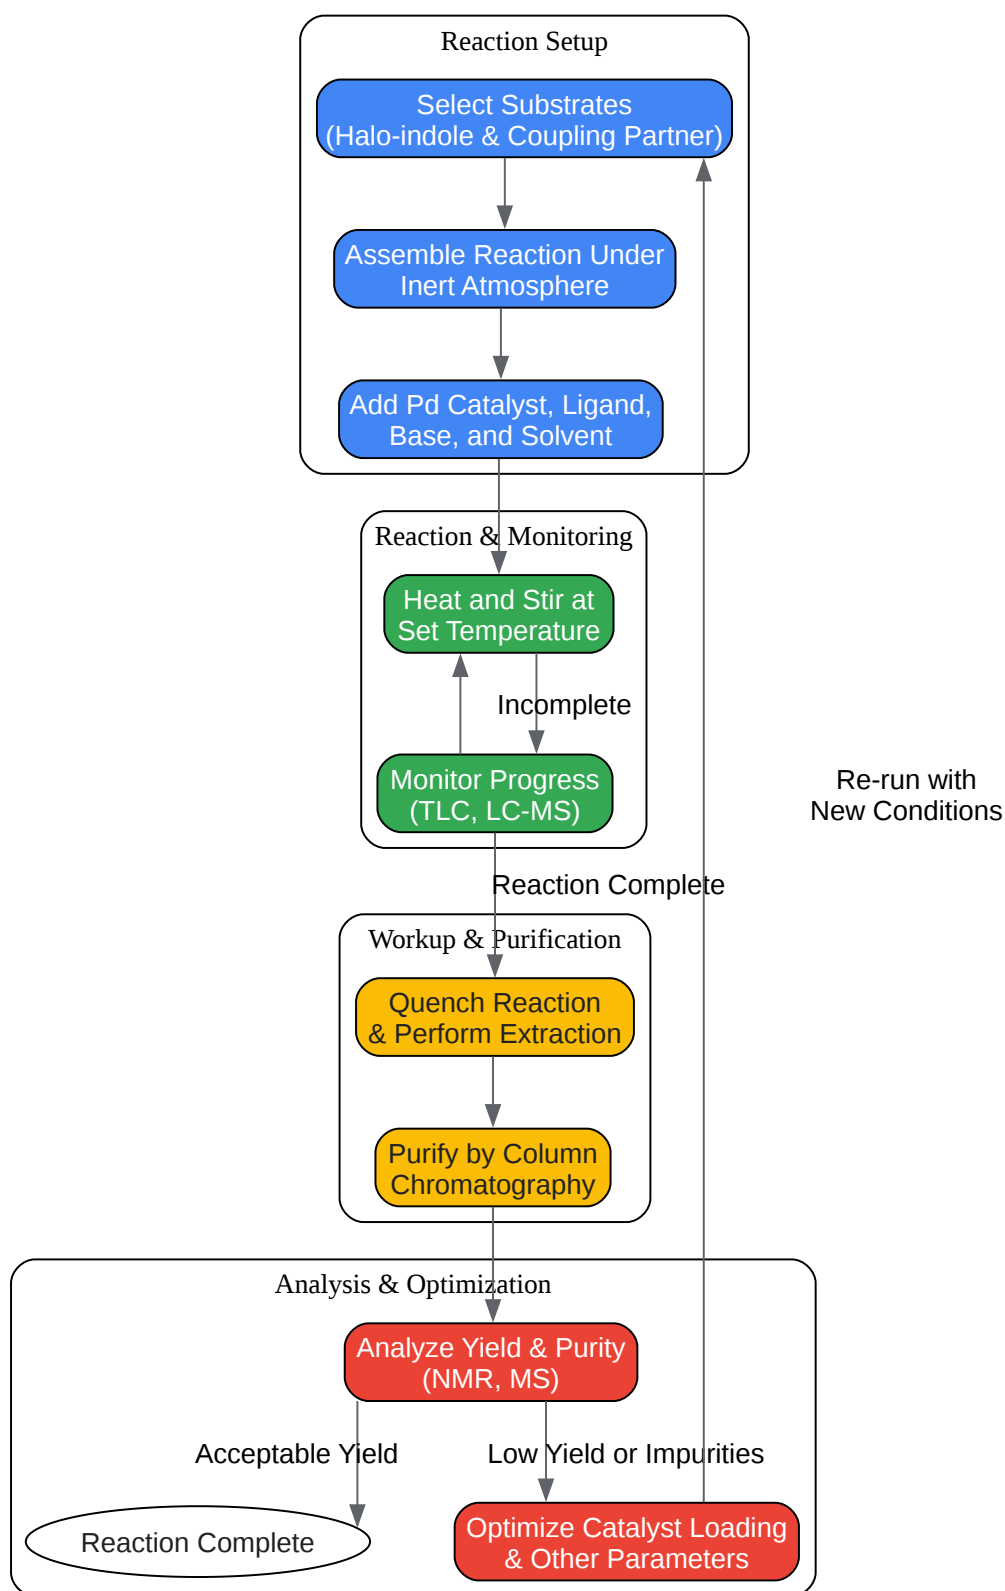 Reaction Setup
Select Substrates
(Halo-indole & Coupling Partner)
Assemble Reaction Under
Inert Atmosphere
Add Pd Catalyst, Ligand,
Base, and Solvent
Reaction & Monitoring
Heat and Stir at
Set Temperature
Incomplete
Monitor Progress
(TLC, LC-MS)
Re-run with
New Conditions
Reaction Complete
Workup & Purification
Quench Reaction
& Perform Extraction
Purify by Column
Chromatography
Analysis & Optimization
Analyze Yield & Purity
(NMR, MS)
Acceptable Yield
Low Yield or Impurities
Reaction Complete
Optimize Catalyst Loading
& Other Parameters